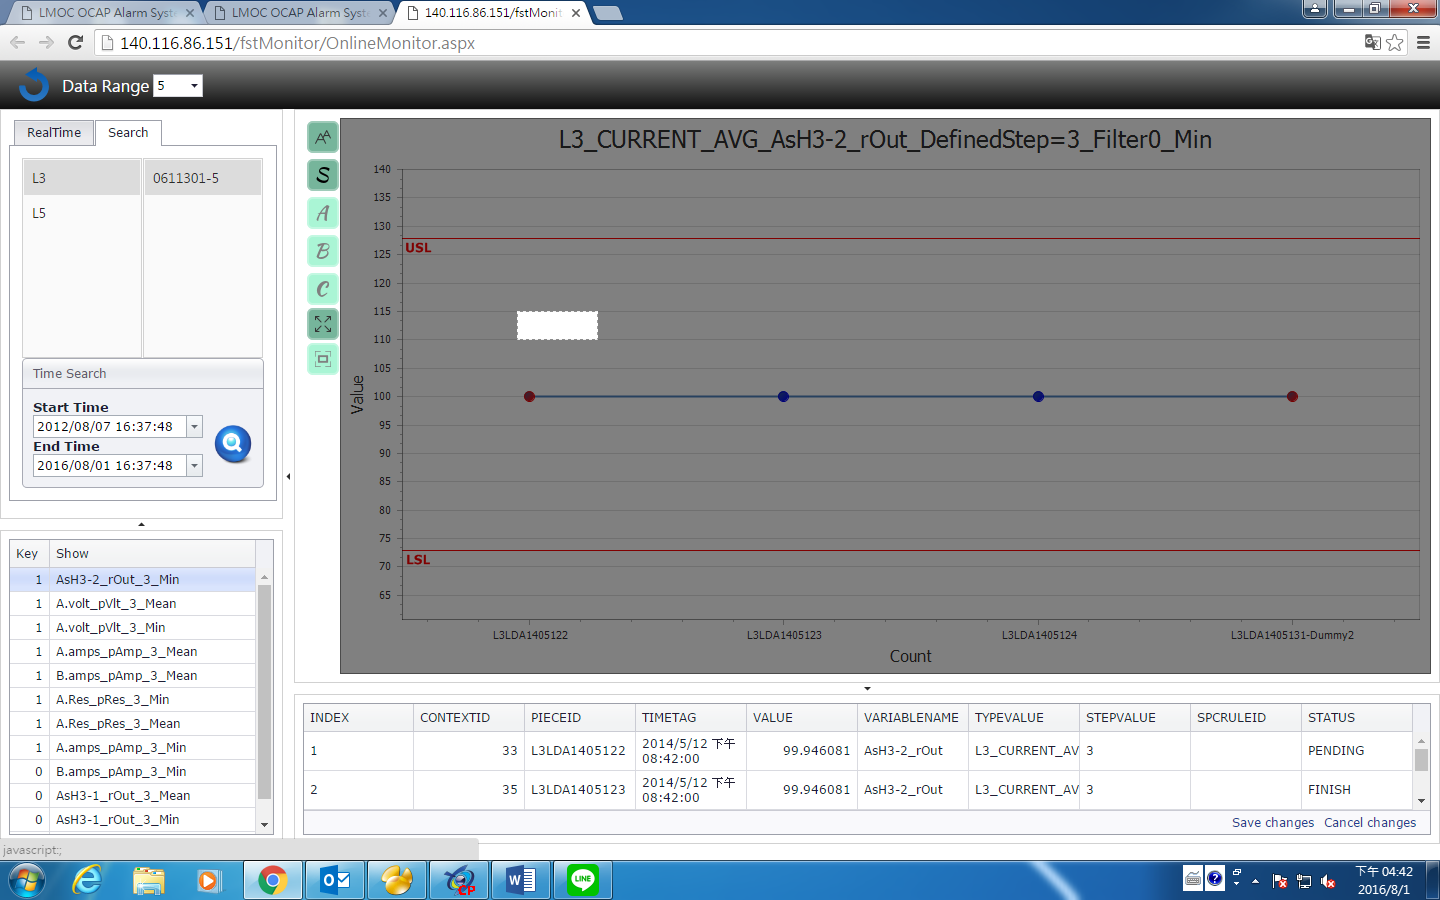 LMOC OCAP Alarm Syst
LMOC OCAP Alarm Syst
140.116.86.151/fstMonit
140.116.86.151/fstMonitor/OnlineMonitor.aspx
Data Range 5
RealTime Search
L3 0611301-5
L5
Time Search
Start Time
2012/08/07 16:37:48
End Time
2016/08/01 16:37:48
Key Show
1 AsH3-2_rOut_3_Min
1 A.volt_pVlt_3_Mean
1 A.volt_pVlt_3_Min
1 A.amps_pAmp_3_Mean
1 B.amps_pAmp_3_Mean
1 A.Res_pRes_3_Min
1 A.Res_pRes_3_Mean
1 A.amps_pAmp_3_Min
0 B.amps_pAmp_3_Min
0 AsH3-1_rOut_3_Mean
0 AsH3-1_rOut_3_Min
javascript:;
AA
S
A
B
C
L3_CURRENT_AVG_AsH3-2_rOut_DefinedStep=3_Filter0_Min
140
135
130
USL
125
120
115
110
105
100
95
90
85
80
75
LSL
70
65
Value
L3LDA1405122 L3LDA1405123 L3LDA1405124 L3LDA1405131-Dummy2
Count
INDEX CONTEXTID PIECEID TIMETAG VALUE VARIABLENAME TYPEVALUE STEPVALUE SPCRULEID STATUS
1 33 L3LDA1405122 2014/5/12 下午 08:42:00 99.946081 AsH3-2_rOut L3_CURRENT_AV 3 PENDING
2 35 L3LDA1405123 2014/5/12 下午 08:42:00 99.946081 AsH3-2_rOut L3_CURRENT_AV 3 FINISH
Save changes Cancel changes
CP
LINE
下午 04:42
2016/8/1